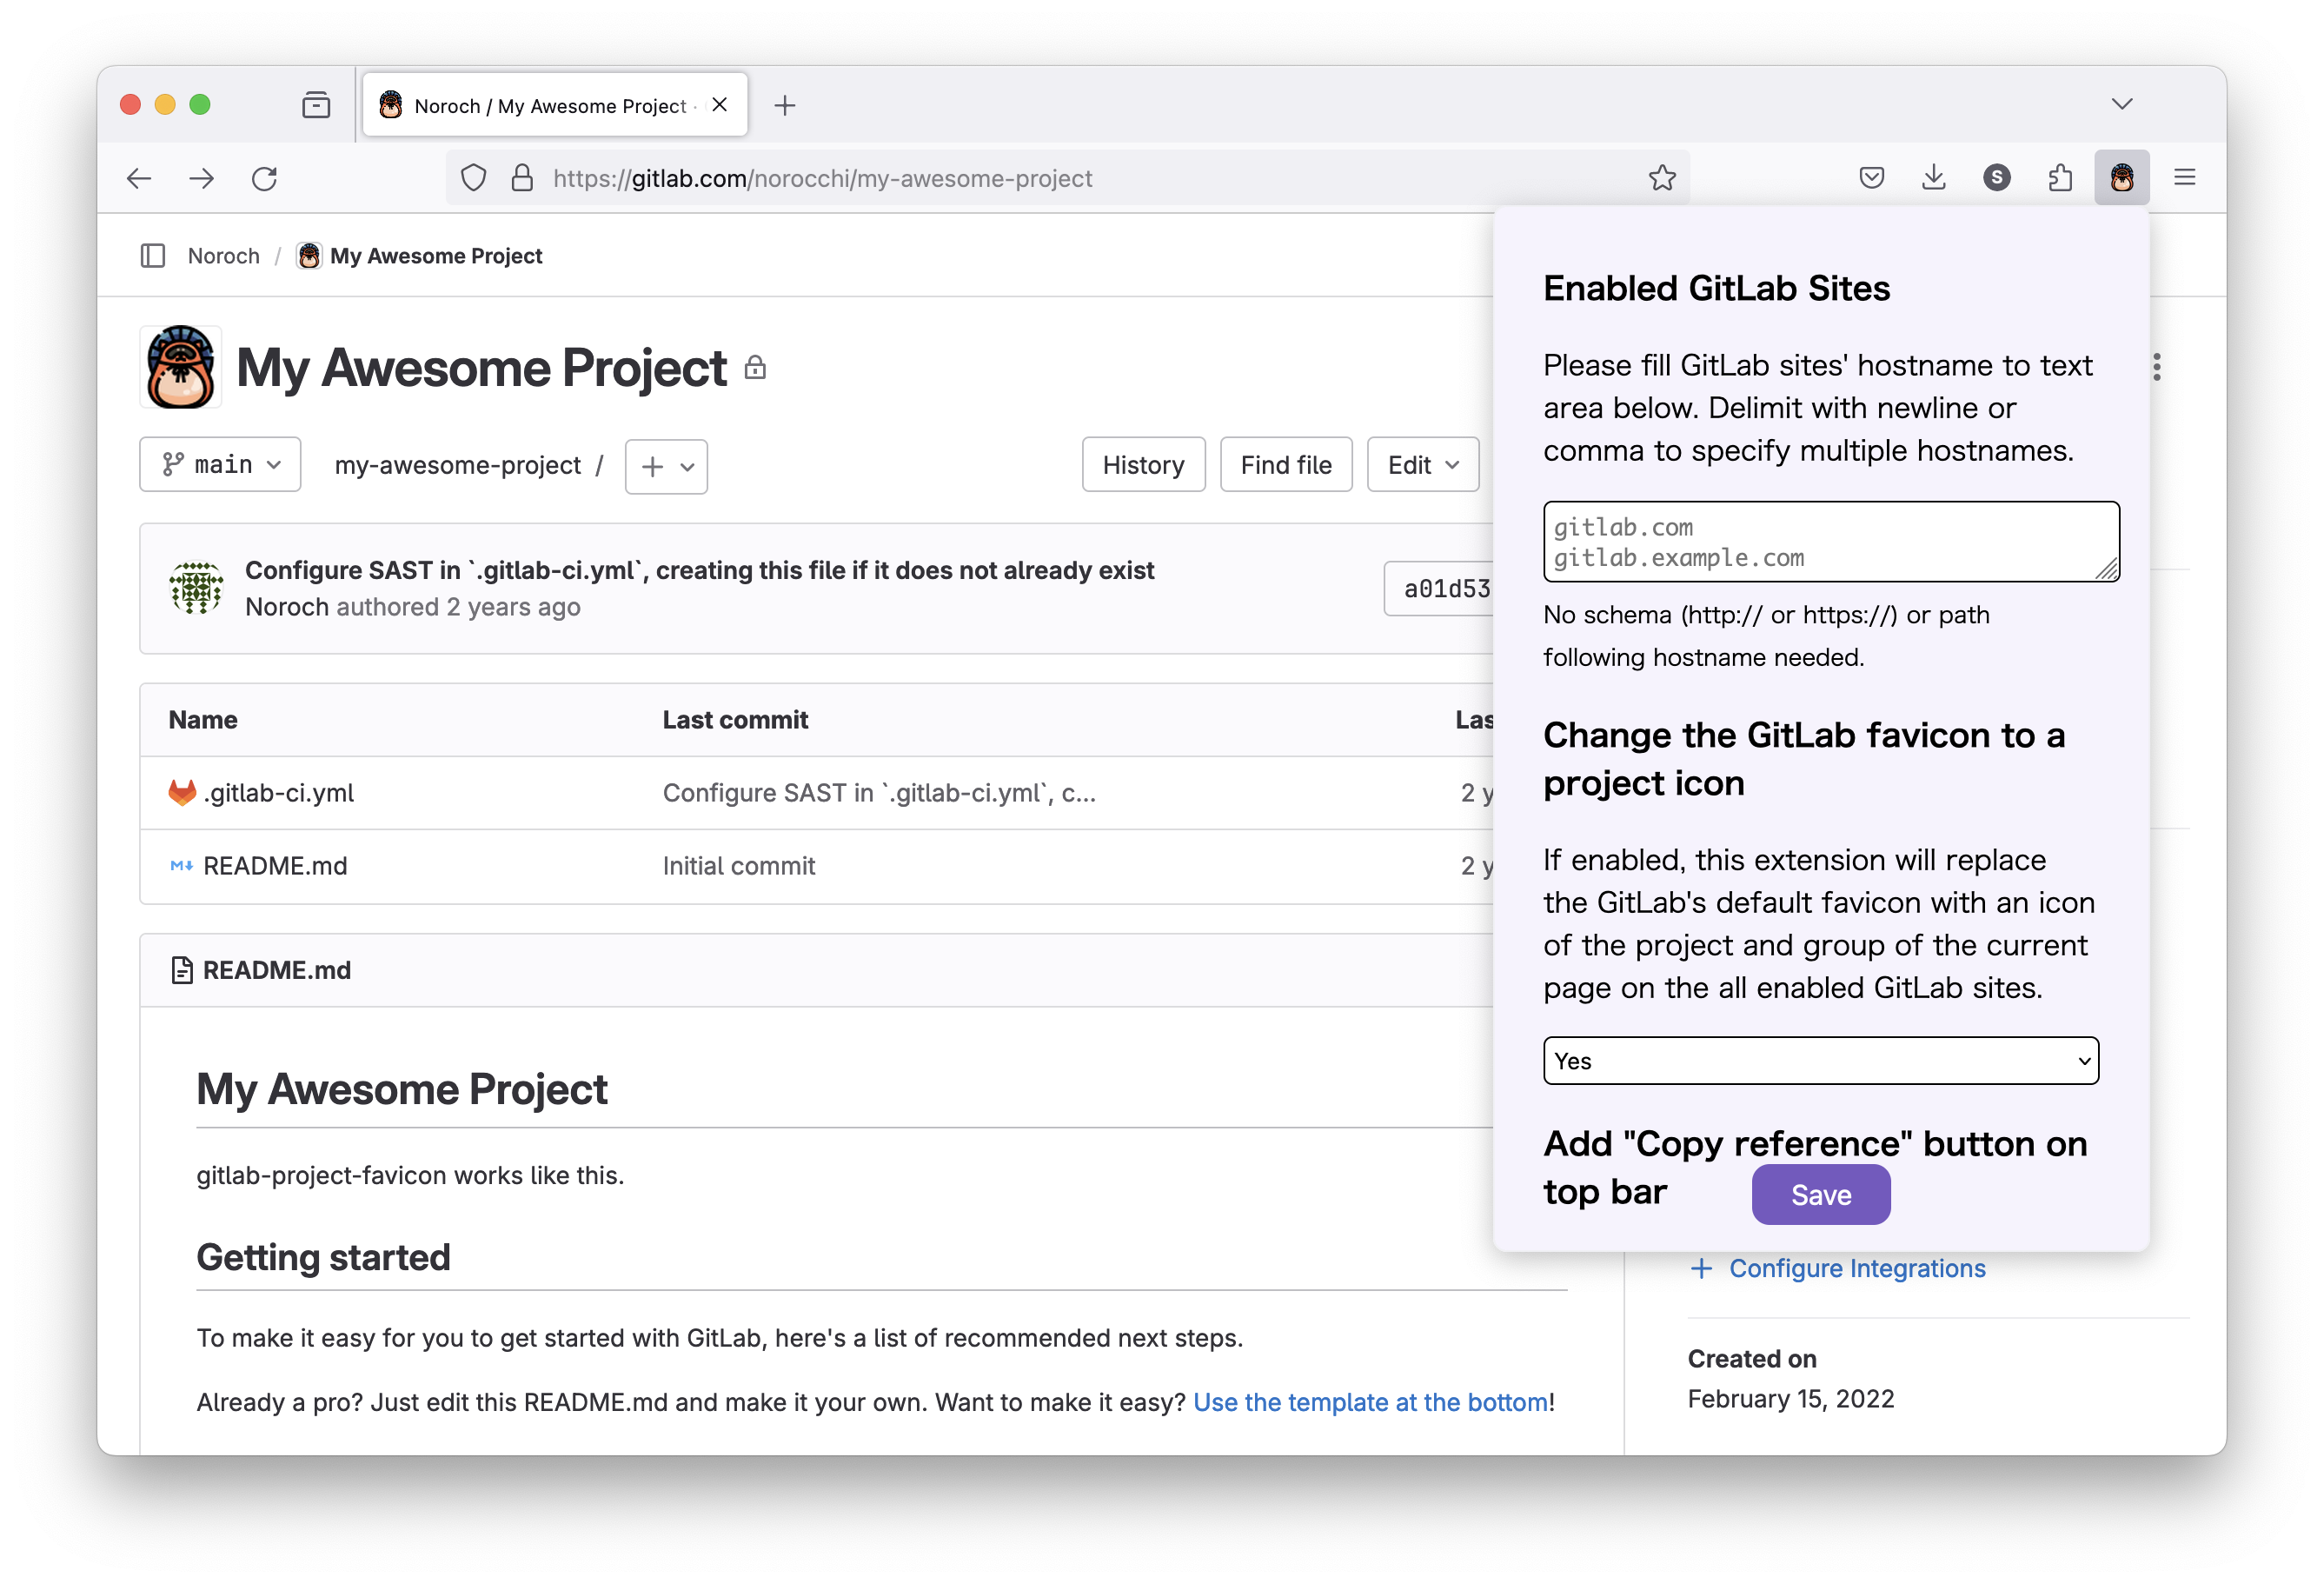 Noroch / My Awesome Project ·
https://gitlab.com/norocchi/my-awesome-project
S
Noroch / My Awesome Project
My Awesome Project
main
my-awesome-project /
History
Find file
Edit
Configure SAST in `.gitlab-ci.yml`, creating this file if it does not already exist
Noroch authored 2 years ago
a01d53
Name Last commit Las
.gitlab-ci.yml Configure SAST in `.gitlab-ci.yml`, c... 2 y
README.md Initial commit 2 y
README.md
My Awesome Project
gitlab-project-favicon works like this.
Getting started
To make it easy for you to get started with GitLab, here's a list of recommended next steps.
Already a pro? Just edit this README.md and make it your own. Want to make it easy? Use the template at the bottom!
Enabled GitLab Sites
Please fill GitLab sites' hostname to text
area below. Delimit with newline or
comma to specify multiple hostnames.
gitlab.com
gitlab.example.com
No schema (http:// or https://) or path
following hostname needed.
Change the GitLab favicon to a
project icon
If enabled, this extension will replace
the GitLab's default favicon with an icon
of the project and group of the current
page on the all enabled GitLab sites.
Yes
Add "Copy reference" button on
top bar
Save
Configure Integrations
Created on
February 15, 2022